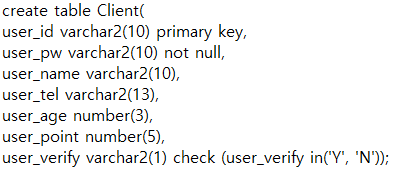 create table Client(
user_id varchar2(10) primary key,
user_pw varchar2(10) not null,
user_name varchar2(10),
user_tel varchar2(13),
user_age number(3),
user_point number(5),
user_verify varchar2(1) check (user_verify in('Y', 'N'));